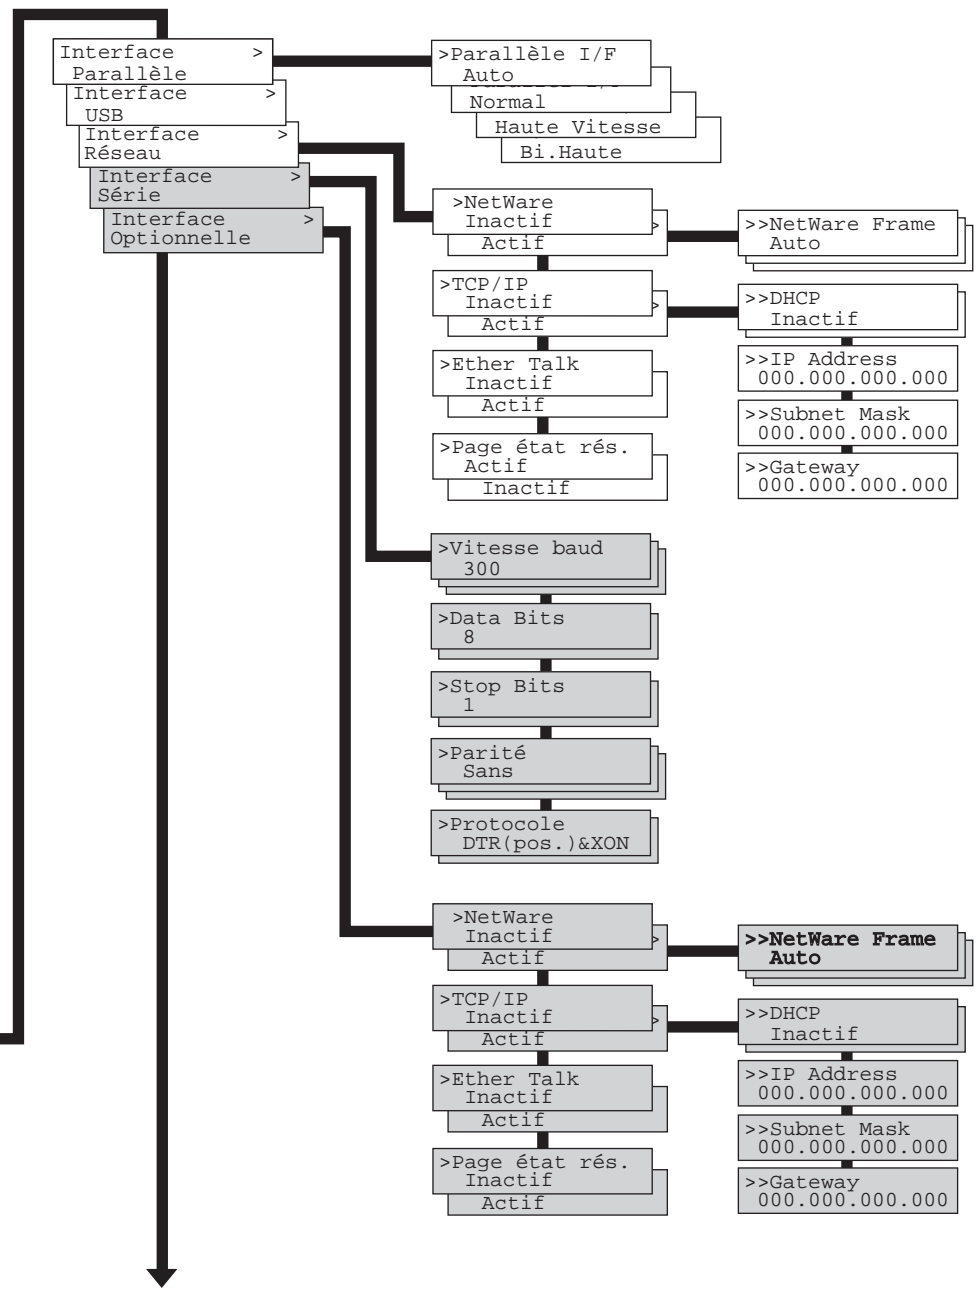 Interface >
Parallèle
Interface >
USB
Interface >
Réseau
Interface >
Série
Interface >
Optionnelle
>Parallèle I/F
Auto
Normal
Haute Vitesse
Bi.Haute
>NetWare
Inactif
Actif >
>>NetWare Frame
Auto
>TCP/IP
Inactif
Actif >
>>DHCP
Inactif
>>IP Address
000.000.000.000
>>Subnet Mask
000.000.000.000
>>Gateway
000.000.000.000
>Ether Talk
Inactif
Actif
>Page état rés.
Actif
Inactif
>Vitesse baud
300
>Data Bits
8
>Stop Bits
1
>Parité
Sans
>Protocole
DTR(pos.)&XON
>NetWare
Inactif
Actif >
>>NetWare Frame
Auto
>TCP/IP
Inactif
Actif >
>>DHCP
Inactif
>>IP Address
000.000.000.000
>>Subnet Mask
000.000.000.000
>>Gateway
000.000.000.000
>Ether Talk
Inactif
Actif
>Page état rés.
Inactif
Actif